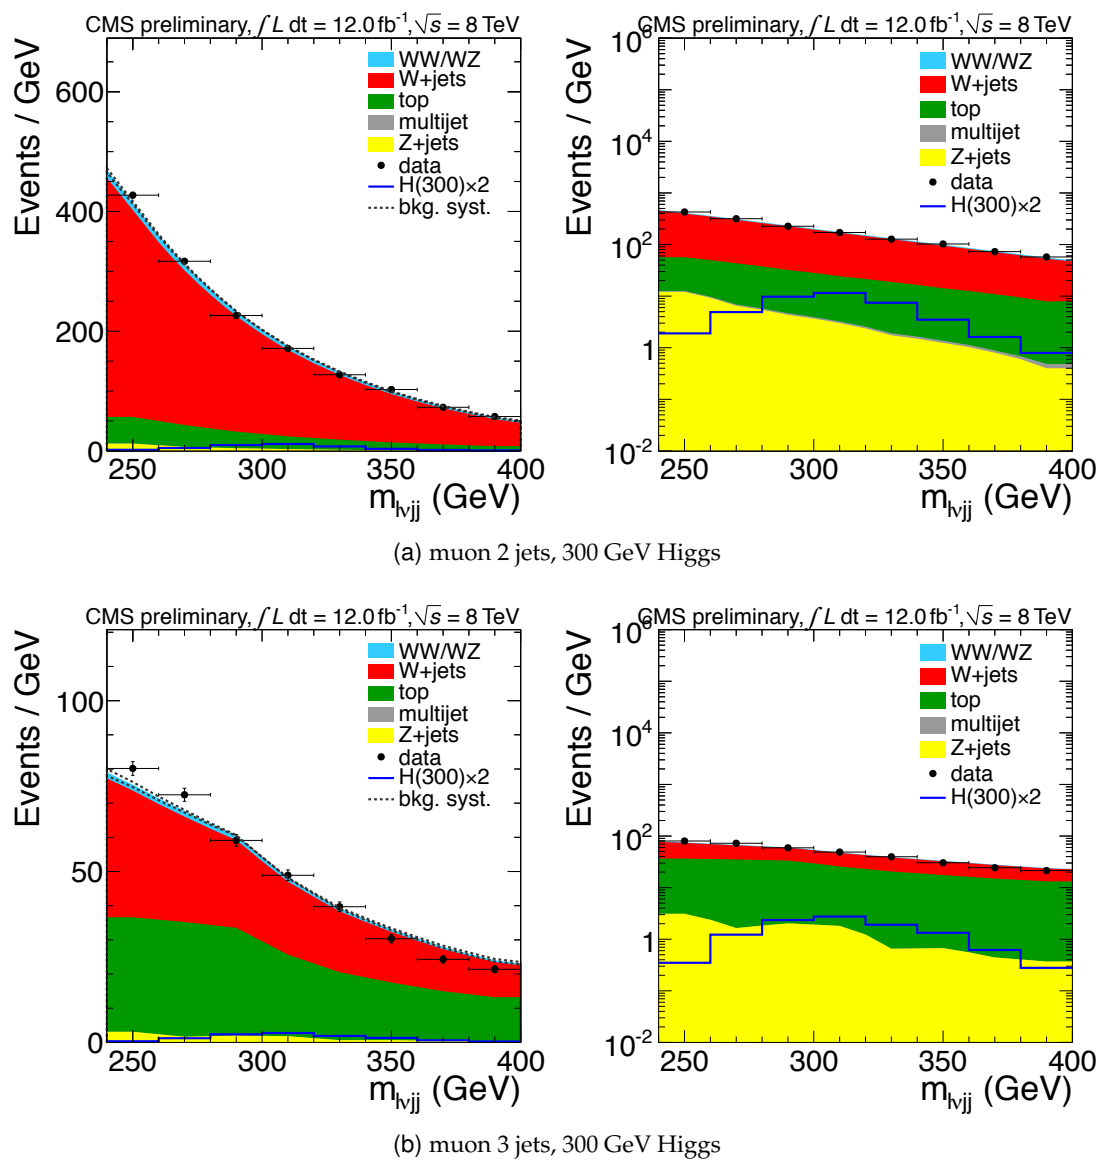 CMS preliminary, ∫ L dt = 12.0 fb⁻¹, √s = 8 TeV
Events / GeV
600
400
200
0
WW/WZ
W+jets
top
multijet
Z+jets
data
H(300)×2
bkg. syst.
250 300 350 400
m_lνjj (GeV)
CMS preliminary, ∫ L dt = 12.0 fb⁻¹, √s = 8 TeV
Events / GeV
10⁶
10⁴
10²
1
10⁻²
WW/WZ
W+jets
top
multijet
Z+jets
data
H(300)×2
250 300 350 400
m_lνjj (GeV)
(a) muon 2 jets, 300 GeV Higgs
CMS preliminary, ∫ L dt = 12.0 fb⁻¹, √s = 8 TeV
Events / GeV
100
50
0
WW/WZ
W+jets
top
multijet
Z+jets
data
H(300)×2
bkg. syst.
250 300 350 400
m_lνjj (GeV)
CMS preliminary, ∫ L dt = 12.0 fb⁻¹, √s = 8 TeV
Events / GeV
10⁶
10⁴
10²
1
10⁻²
WW/WZ
W+jets
top
multijet
Z+jets
data
H(300)×2
250 300 350 400
m_lνjj (GeV)
(b) muon 3 jets, 300 GeV Higgs